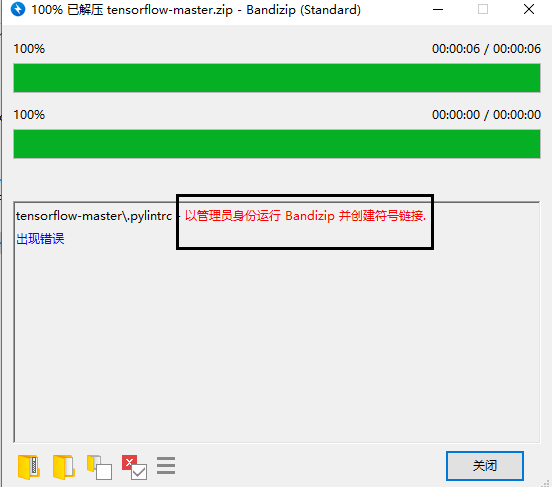 100% 已解压 tensorflow-master.zip - Bandizip (Standard)
100% 00:00:06 / 00:00:06
100% 00:00:00 / 00:00:00
tensorflow-master\.pylintrc - 以管理员身份运行 Bandizip 并创建符号链接.
出现错误
关闭